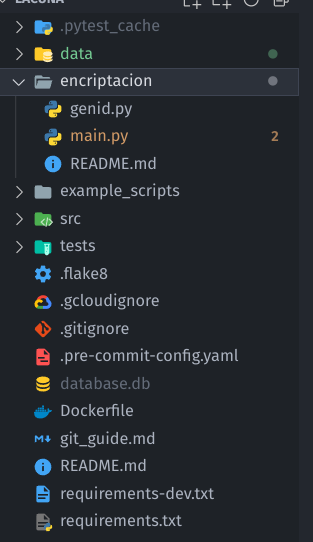 LACUNA
.pytest_cache
data
encriptacion
genid.py
main.py 2
README.md
example_scripts
src
tests
.flake8
.gcloudignore
.gitignore
.pre-commit-config.yaml
database.db
Dockerfile
git_guide.md
README.md
requirements-dev.txt
requirements.txt